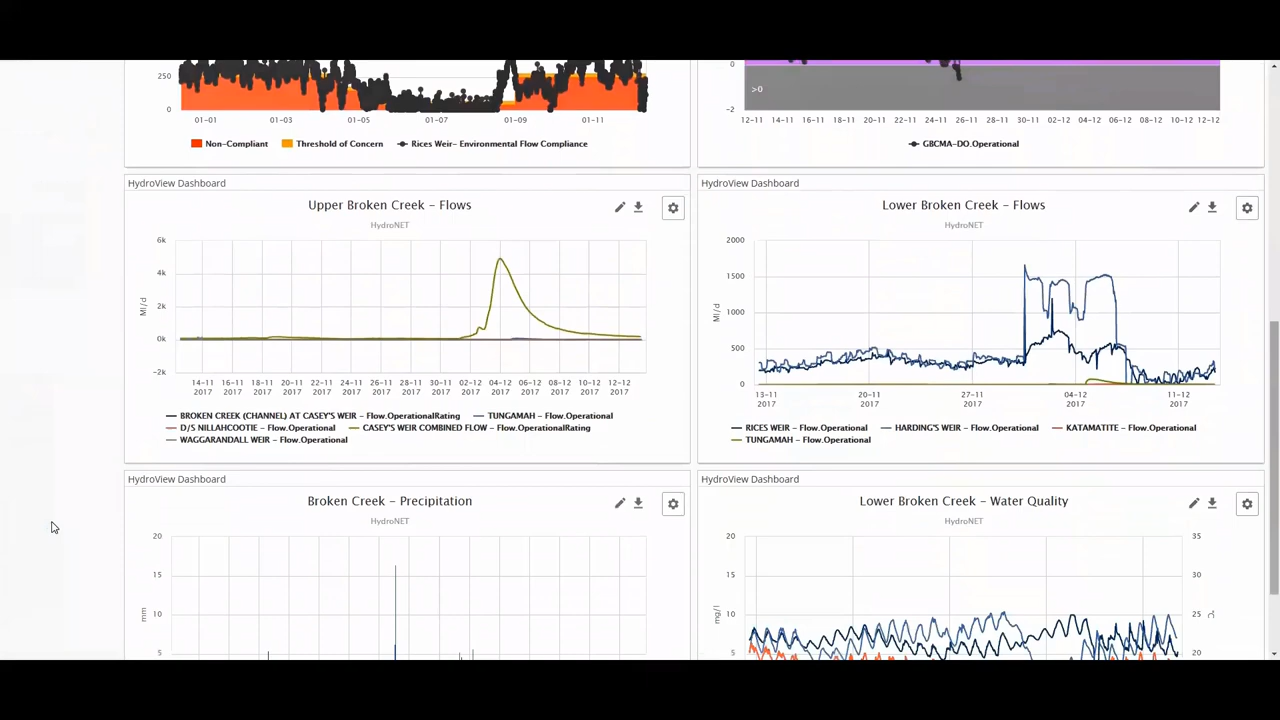 250
0
01-01 01-03 01-05 01-07 01-09 01-11
Non-Compliant Threshold of Concern Rices Weir- Environmental Flow Compliance
0
>0
-2
12-11 14-11 16-11 18-11 20-11 22-11 24-11 26-11 28-11 30-11 02-12 04-12 06-12 08-12 10-12 12-12
GBCMA-DO.Operational
HydroView Dashboard
Upper Broken Creek - Flows
HydroNET
6k
4k
2k
0k
-2k
Ml/d
14-11 16-11 18-11 20-11 22-11 24-11 26-11 28-11 30-11 02-12 04-12 06-12 08-12 10-12 12-12
2017 2017 2017 2017 2017 2017 2017 2017 2017 2017 2017 2017 2017 2017 2017
BROKEN CREEK (CHANNEL) AT CASEY'S WEIR - Flow.OperationalRating TUNGAMAH - Flow.Operational
D/S NILLAHCOOTIE - Flow.Operational CASEY'S WEIR COMBINED FLOW - Flow.OperationalRating
WAGGARANDALL WEIR - Flow.Operational
HydroView Dashboard
Lower Broken Creek - Flows
HydroNET
2000
1500
1000
500
0
Ml/d
13-11 20-11 27-11 04-12 11-12
2017 2017 2017 2017 2017
RICES WEIR - Flow.Operational HARDING'S WEIR - Flow.Operational KATAMATITE - Flow.Operational
TUNGAMAH - Flow.Operational
HydroView Dashboard
Broken Creek - Precipitation
HydroNET
20
15
10
5
mm
HydroView Dashboard
Lower Broken Creek - Water Quality
HydroNET
20
15
10
5
mg/l
35
30
25
20
°C